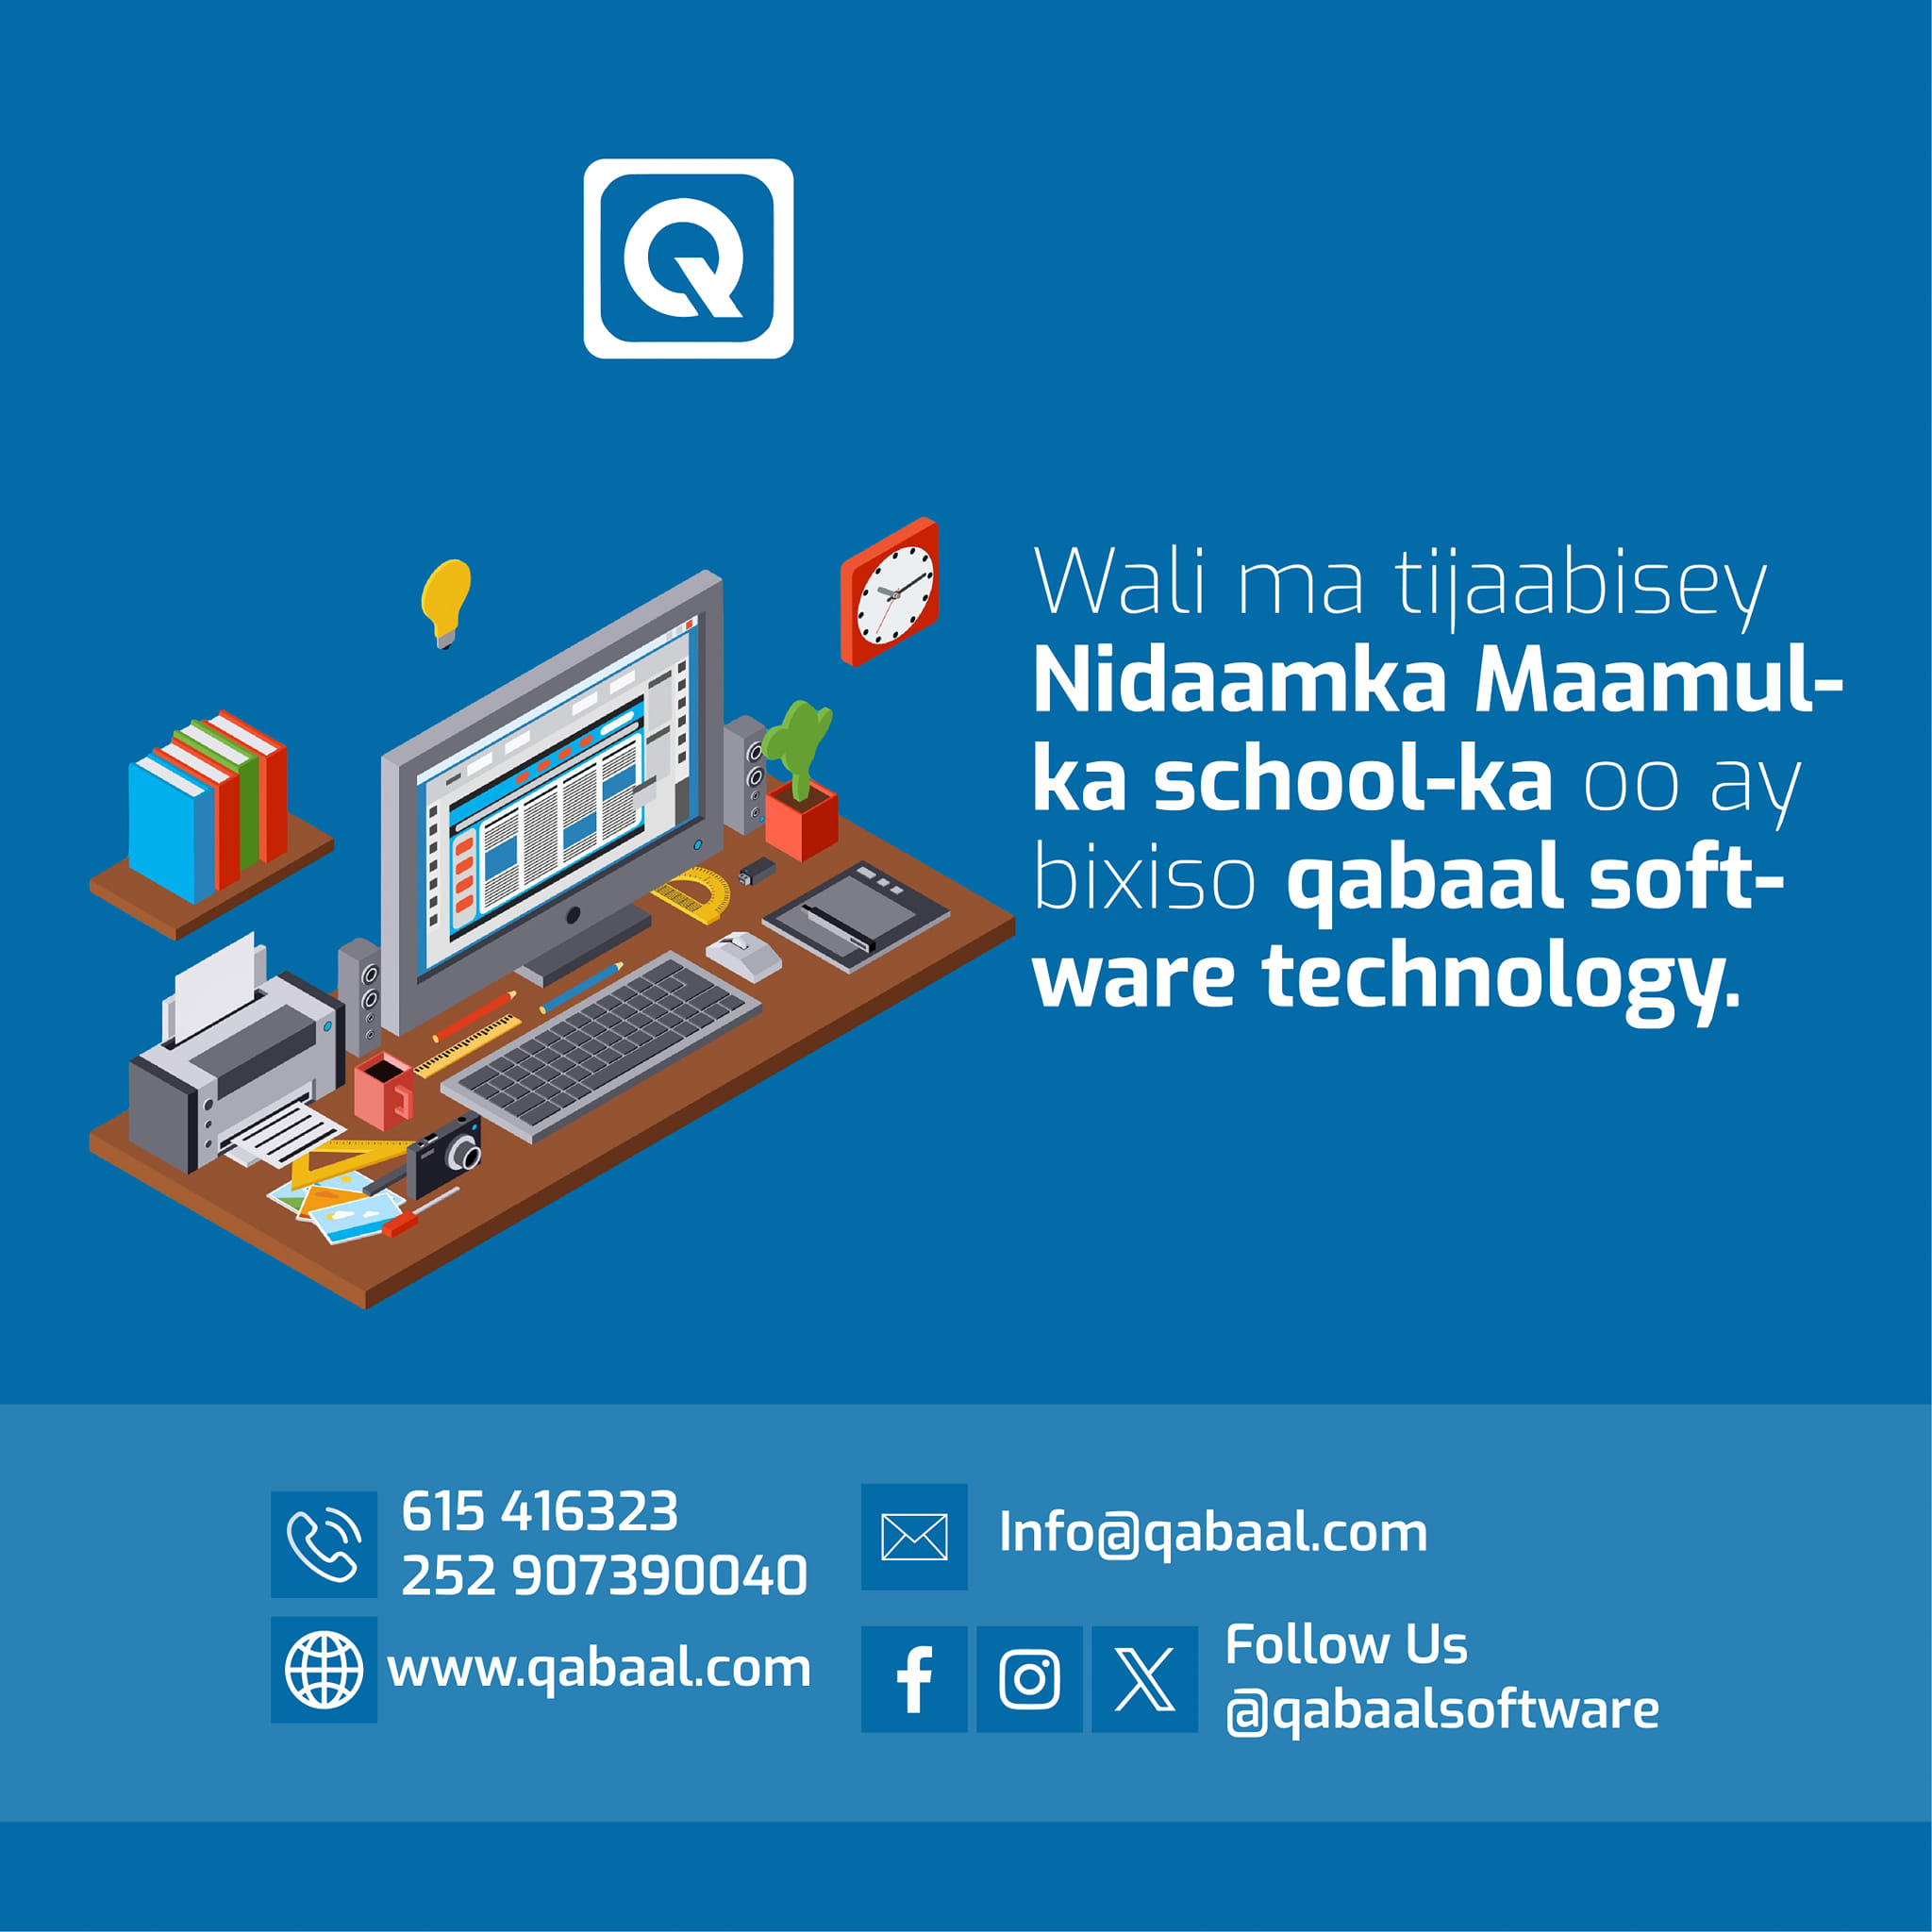 Q
Wali ma tijaabisey
Nidaamka Maamul-
ka school-ka oo ay
bixiso qabaal soft-
ware technology.
615 416323
252 907390040
www.qabaal.com
Info@qabaal.com
Follow Us
@qabaalsoftware